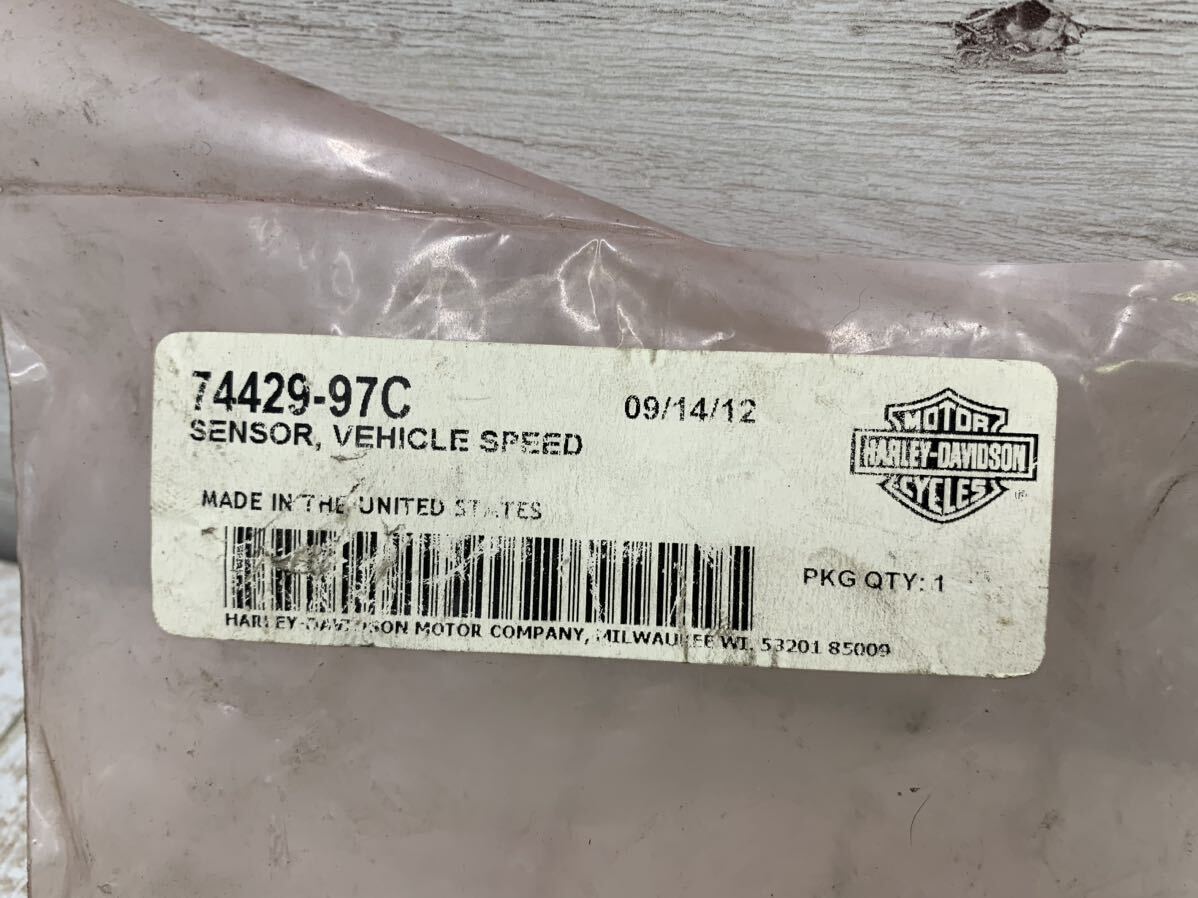 74429-97C
09/14/12
SENSOR, VEHICLE SPEED
MOTOR
HARLEY-DAVIDSON
CYCLES
®
MADE IN THE UNITED STATES
PKG QTY: 1
HARLEY-DAVIDSON MOTOR COMPANY, MILWAUKEE WI. 53201 85009